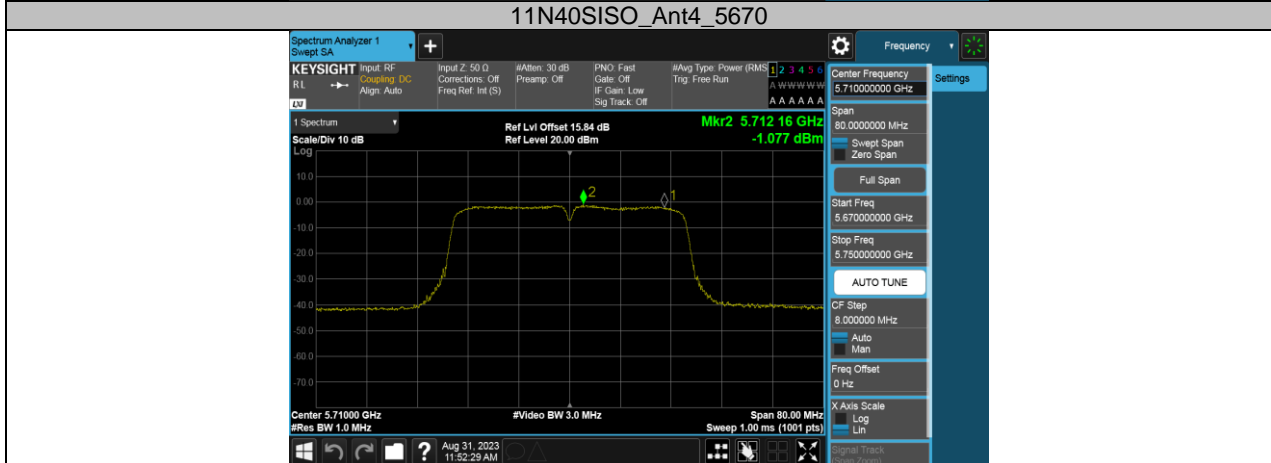 11N40SISO_Ant4_5670
Spectrum Analyzer 1
Swept SA
+
Frequency
KEYSIGHT
RL
LXI
Input: RF
Coupling: DC
Align: Auto
Input Z: 50 Ω
Corrections: Off
Freq Ref: Int (S)
#Atten: 30 dB
Preamp: Off
PNO: Fast
Gate: Off
IF Gain: Low
Sig Track: Off
#Avg Type: Power (RMS
Trig: Free Run
1 2 3 4 5 6
A W W W W W
A A A A A A
Center Frequency
5.710000000 GHz
Settings
Span
80.0000000 MHz
Swept Span
Zero Span
Full Span
Start Freq
5.670000000 GHz
Stop Freq
5.750000000 GHz
AUTO TUNE
CF Step
8.000000 MHz
Auto
Man
Freq Offset
0 Hz
X Axis Scale
Log
Lin
Signal Track
(Span Zoom)
1 Spectrum
Scale/Div 10 dB
Log
Ref Lvl Offset 15.84 dB
Ref Level 20.00 dBm
Mkr2 5.712 16 GHz
-1.077 dBm
10.0
0.00
-10.0
-20.0
-30.0
-40.0
-50.0
-60.0
-70.0
2
1
Center 5.71000 GHz
#Res BW 1.0 MHz
#Video BW 3.0 MHz
Span 80.00 MHz
Sweep 1.00 ms (1001 pts)
?
Aug 31, 2023
11:52:29 AM